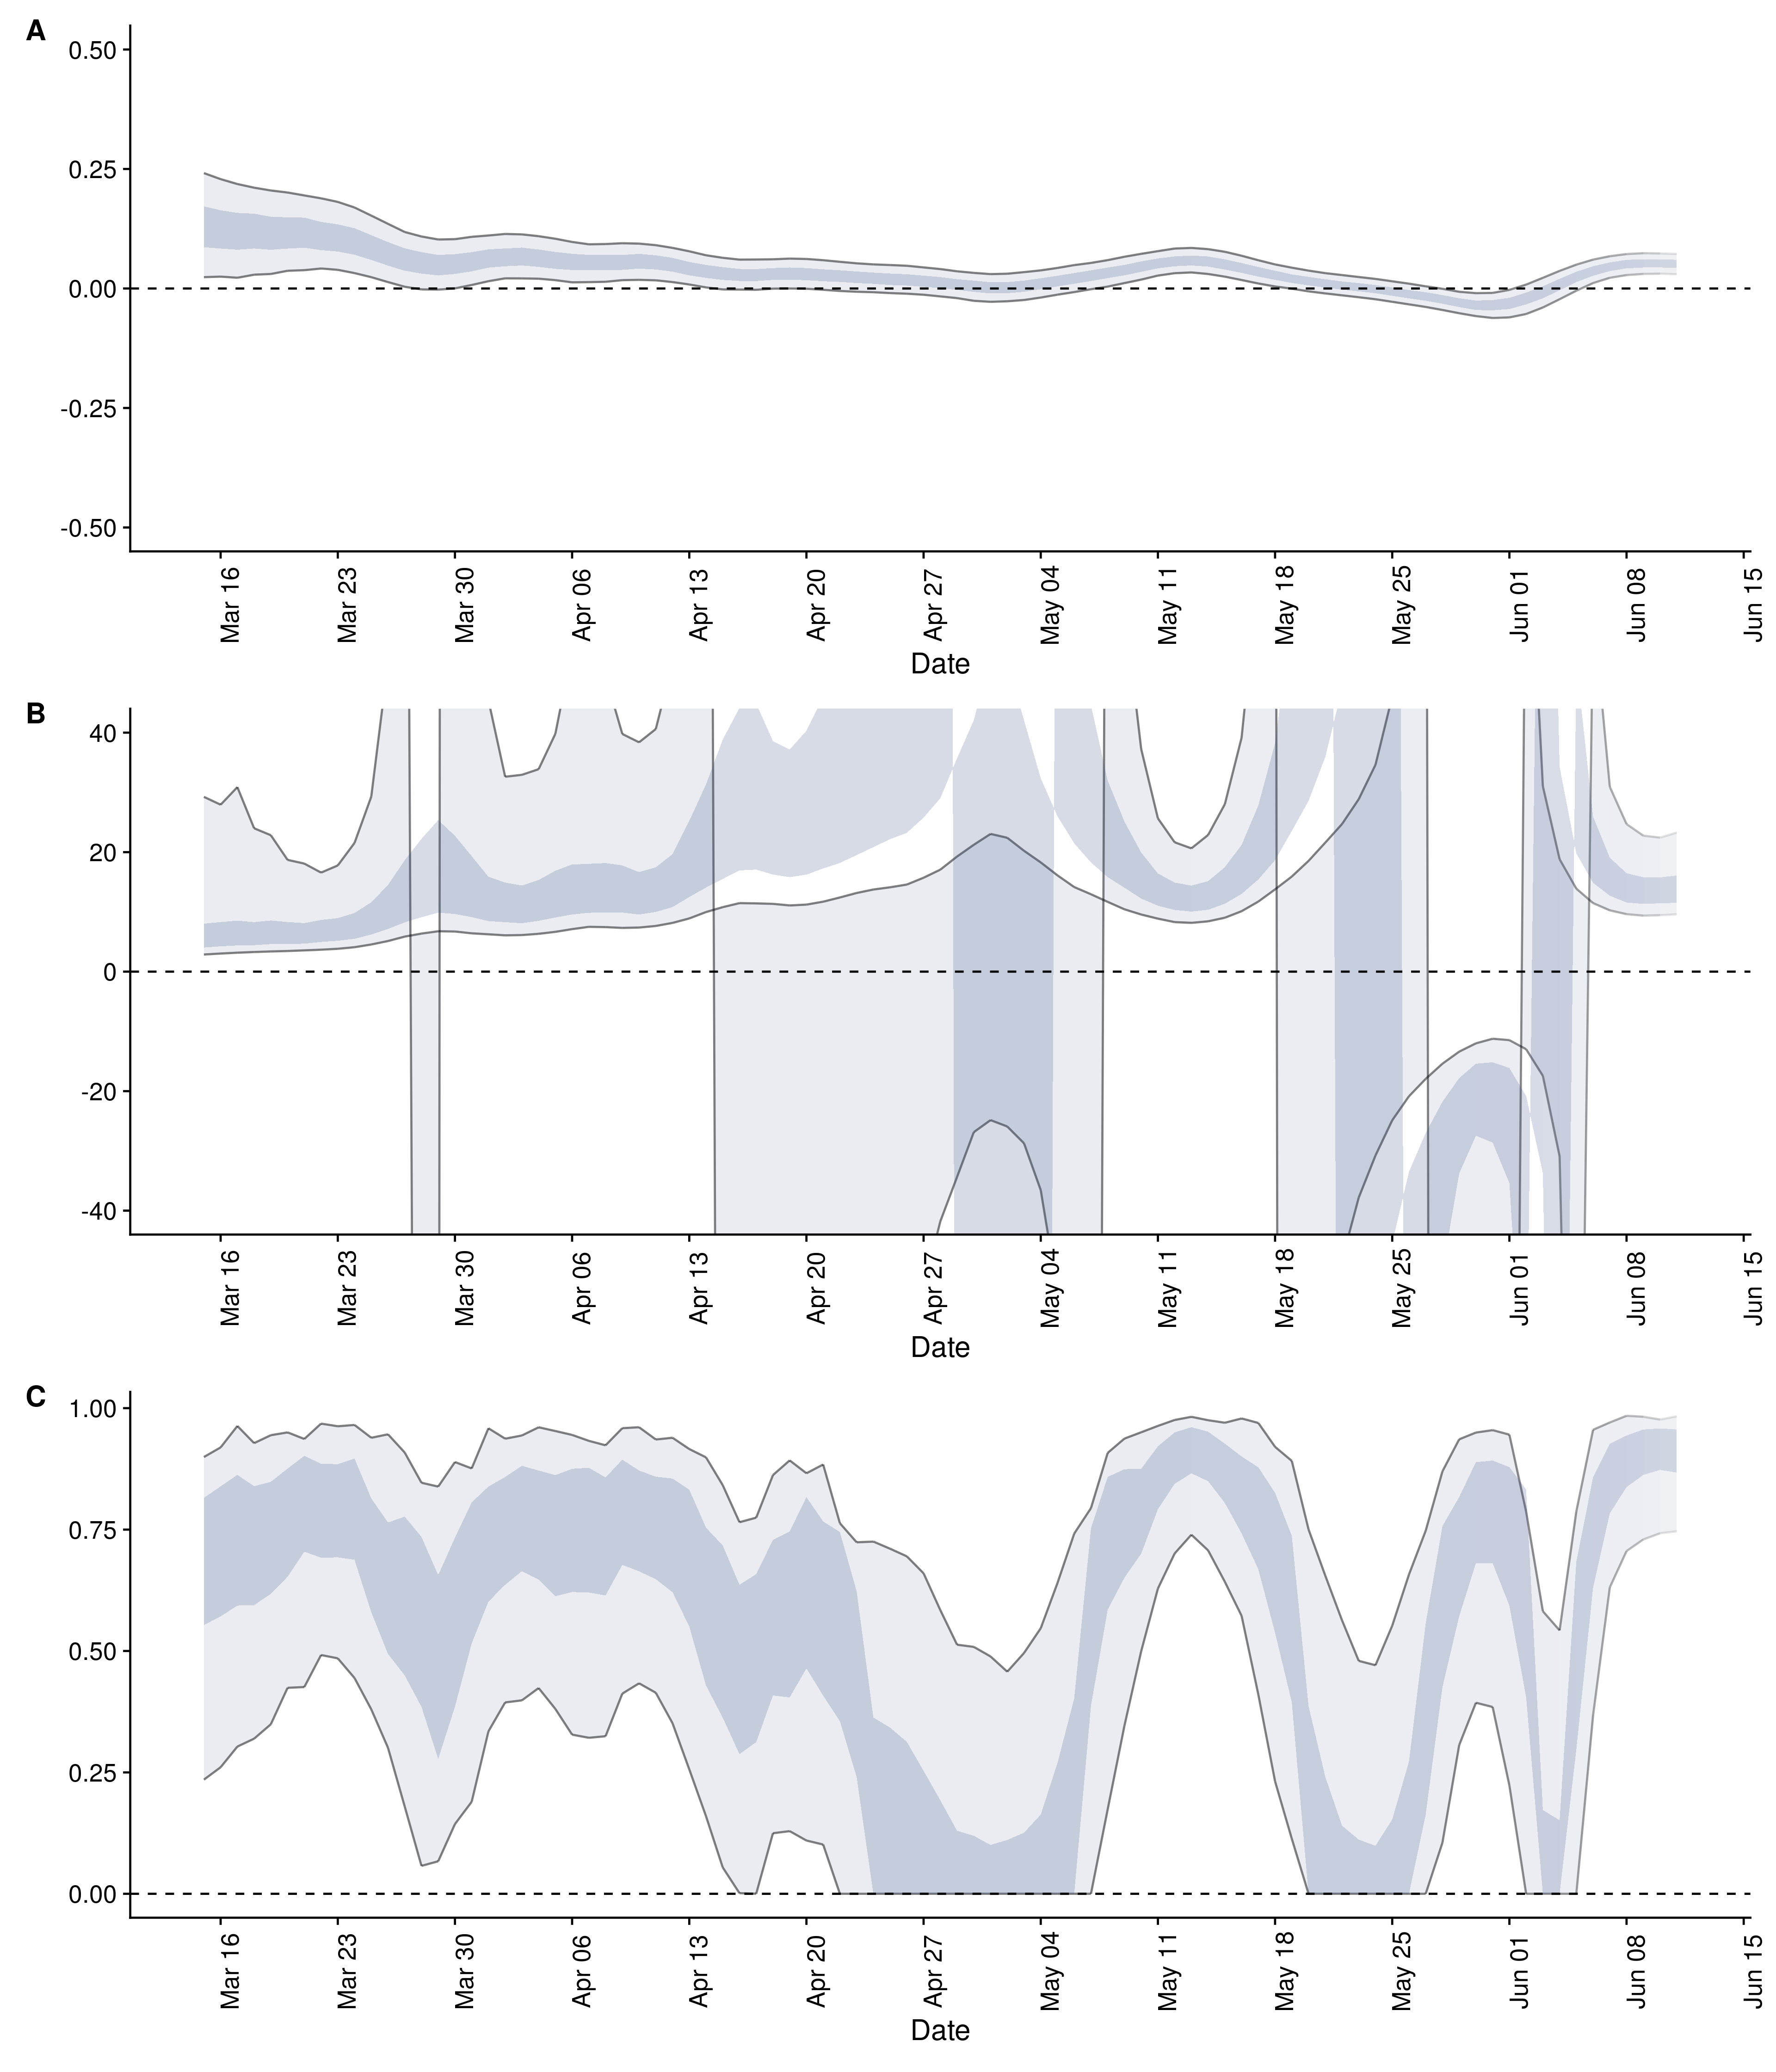 A
0.50
0.25
0.00
-0.25
-0.50
Mar 16
Mar 23
Mar 30
Apr 06
Apr 13
Apr 20
Apr 27
May 04
May 11
May 18
May 25
Jun 01
Jun 08
Jun 15
Date
B
40
20
0
-20
-40
Mar 16
Mar 23
Mar 30
Apr 06
Apr 13
Apr 20
Apr 27
May 04
May 11
May 18
May 25
Jun 01
Jun 08
Jun 15
Date
C
1.00
0.75
0.50
0.25
0.00
Mar 16
Mar 23
Mar 30
Apr 06
Apr 13
Apr 20
Apr 27
May 04
May 11
May 18
May 25
Jun 01
Jun 08
Jun 15
Date